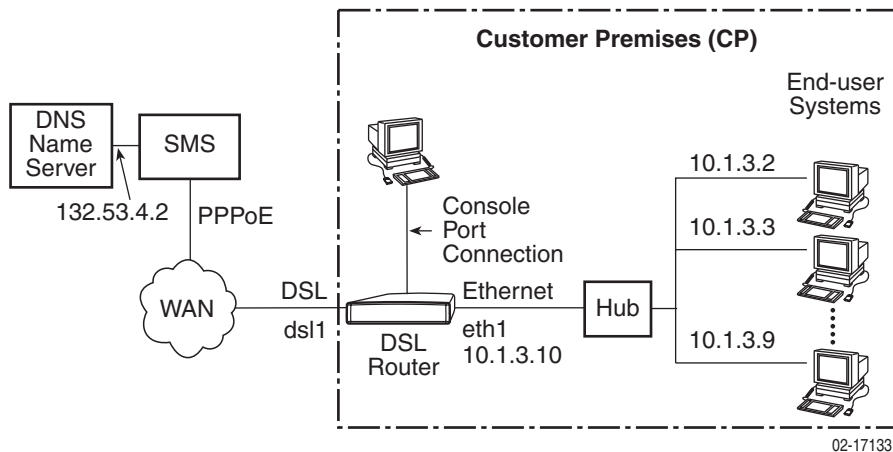 Customer Premises (CP)
End-user
Systems
DNS
Name
Server
SMS
132.53.4.2
PPPoE
WAN
DSL
dsl1
Console
Port
Connection
DSL
Router
Ethernet
eth1
10.1.3.10
Hub
10.1.3.2
10.1.3.3
10.1.3.9
02-17133